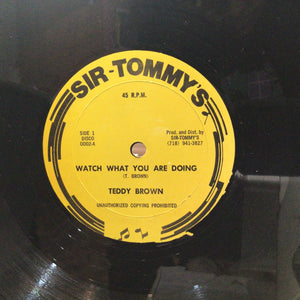 SIR-TOMMY'S
45 R.P.M.
SIDE 1
DISCO
0002-A
Prod. and Dist. by
SIR-TOMMY'S
(718) 941-3827
WATCH WHAT YOU ARE DOING
(T. BROWN)
TEDDY BROWN
UNAUTHORIZED COPYING PROHIBITED